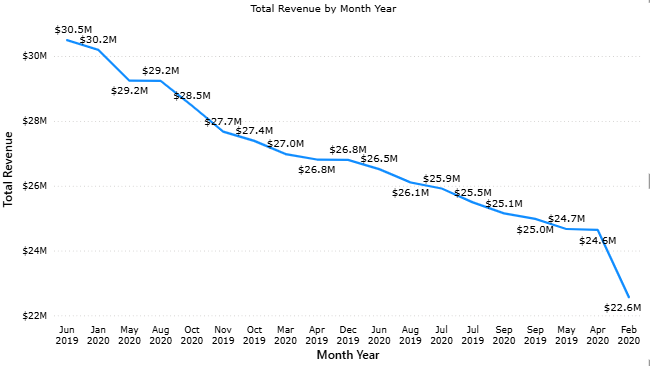 Total Revenue by Month Year
Total Revenue
$30M
$28M
$26M
$24M
$22M
$30.5M
$30.2M
$29.2M
$29.2M
$28.5M
$27.7M
$27.4M
$27.0M
$26.8M
$26.8M
$26.5M
$26.1M
$25.9M
$25.5M
$25.1M
$25.0M
$24.7M
$24.6M
$22.6M
Jun Jan May Aug Oct Nov Oct Mar Apr Dec Jun Aug Jul Jul Sep Sep May Apr Feb
2019 2020 2020 2020 2020 2019 2019 2020 2019 2019 2020 2019 2020 2019 2020 2019 2019 2020 2020
Month Year